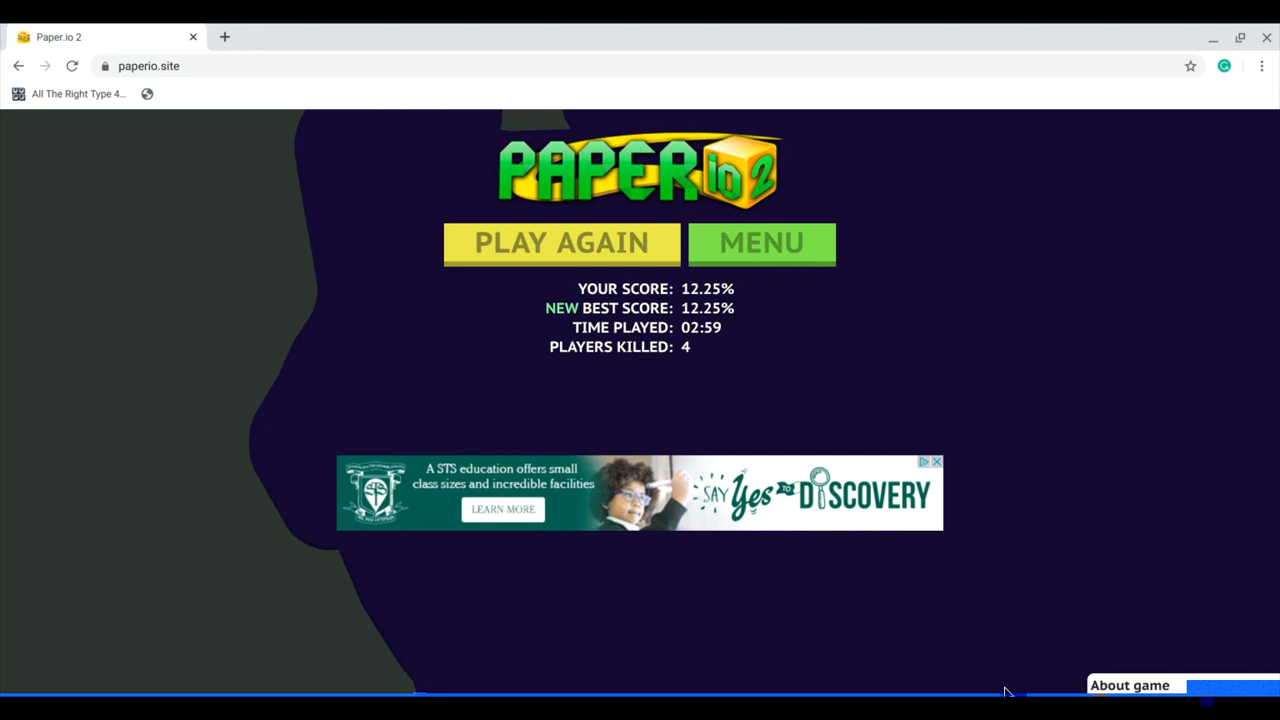 Paper.io 2
paperio.site
All The Right Type 4...
PAPER io 2
PLAY AGAIN
MENU
YOUR SCORE: 12.25%
NEW BEST SCORE: 12.25%
TIME PLAYED: 02:59
PLAYERS KILLED: 4
A STS education offers small
class sizes and incredible facilities
LEARN MORE
SAY Yes TO DISCOVERY
About game